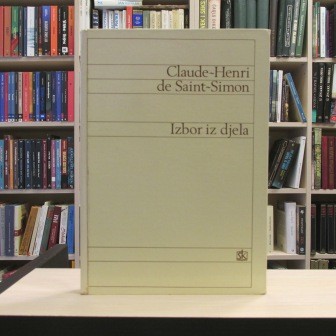 Claude-Henri
de Saint-Simon
Izbor iz djela